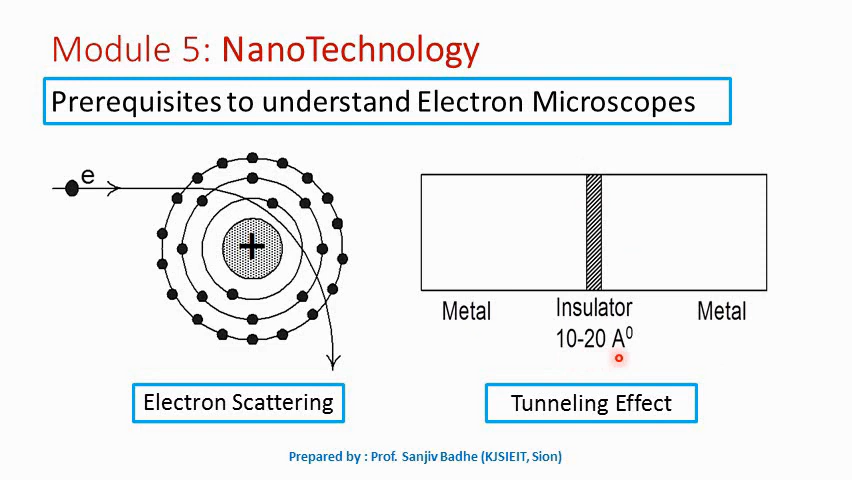 Module 5: NanoTechnology
Prerequisites to understand Electron Microscopes
e
+
Metal
Insulator
10-20 A⁰
Metal
Electron Scattering
Tunneling Effect
Prepared by : Prof. Sanjiv Badhe (KJSIEIT, Sion)